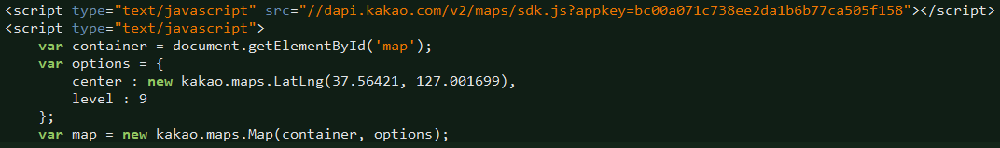 <script type="text/javascript" src="//dapi.kakao.com/v2/maps/sdk.js?appkey=bc00a071c738ee2da1b6b77ca505f158"></script>
<script type="text/javascript">
    var container = document.getElementById('map');
    var options = {
        center : new kakao.maps.LatLng(37.56421, 127.001699),
        level : 9
    };
    var map = new kakao.maps.Map(container, options);